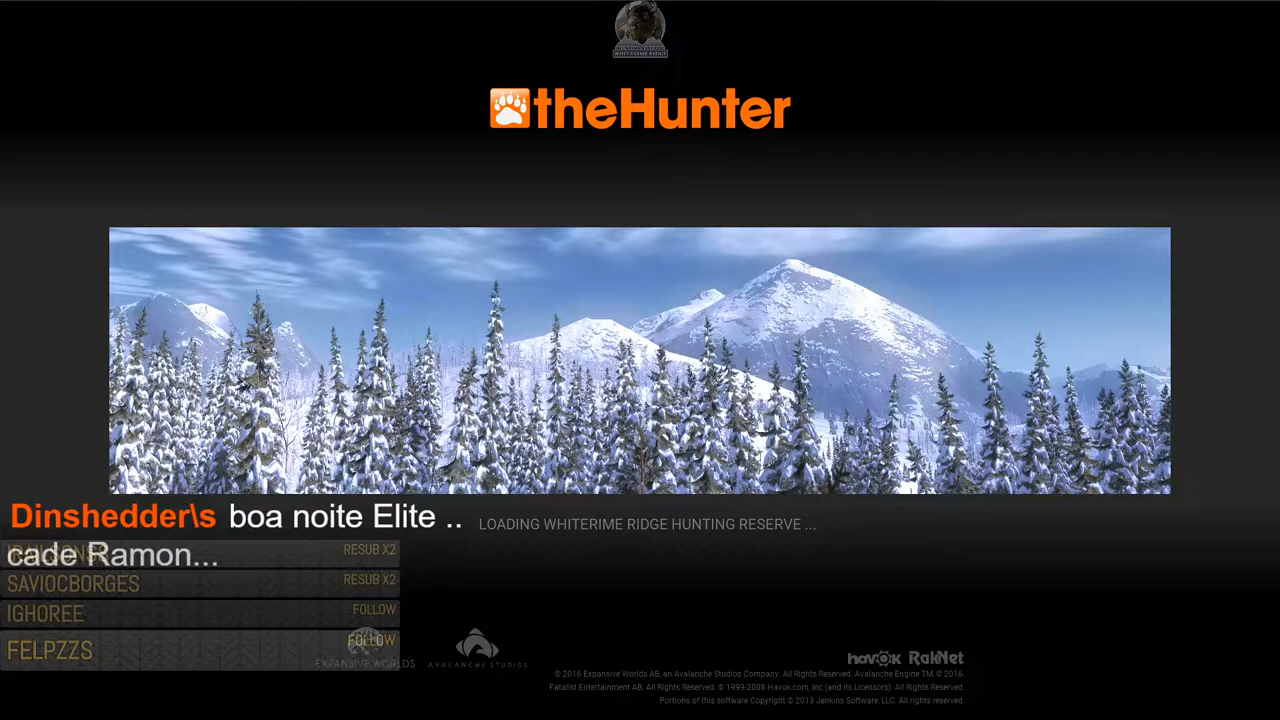 WHITERIME RIDGE
theHunter
Dinshedder\s boa noite Elite ..
LOADING WHITERIME RIDGE HUNTING RESERVE ...
cade Ramon...
RESUB X2
SAVIOCBORGES RESUB X2
IGHOREE FOLLOW
FELPZZS FOLLOW
EXPANSIVE WORLDS
AVALANCHE STUDIOS
havok RakNet
© 2016 Expansive Worlds AB, an Avalanche Studios Company. All Rights Reserved. Avalanche Engine TM, © 2016.
Fatalist Entertainment AB. All Rights Reserved. © 1999-2008 Havok.com, Inc (and its Licensors). All Rights Reserved.
Portions of this software Copyright © 2013 Jenkins Software, LLC. All rights reserved.